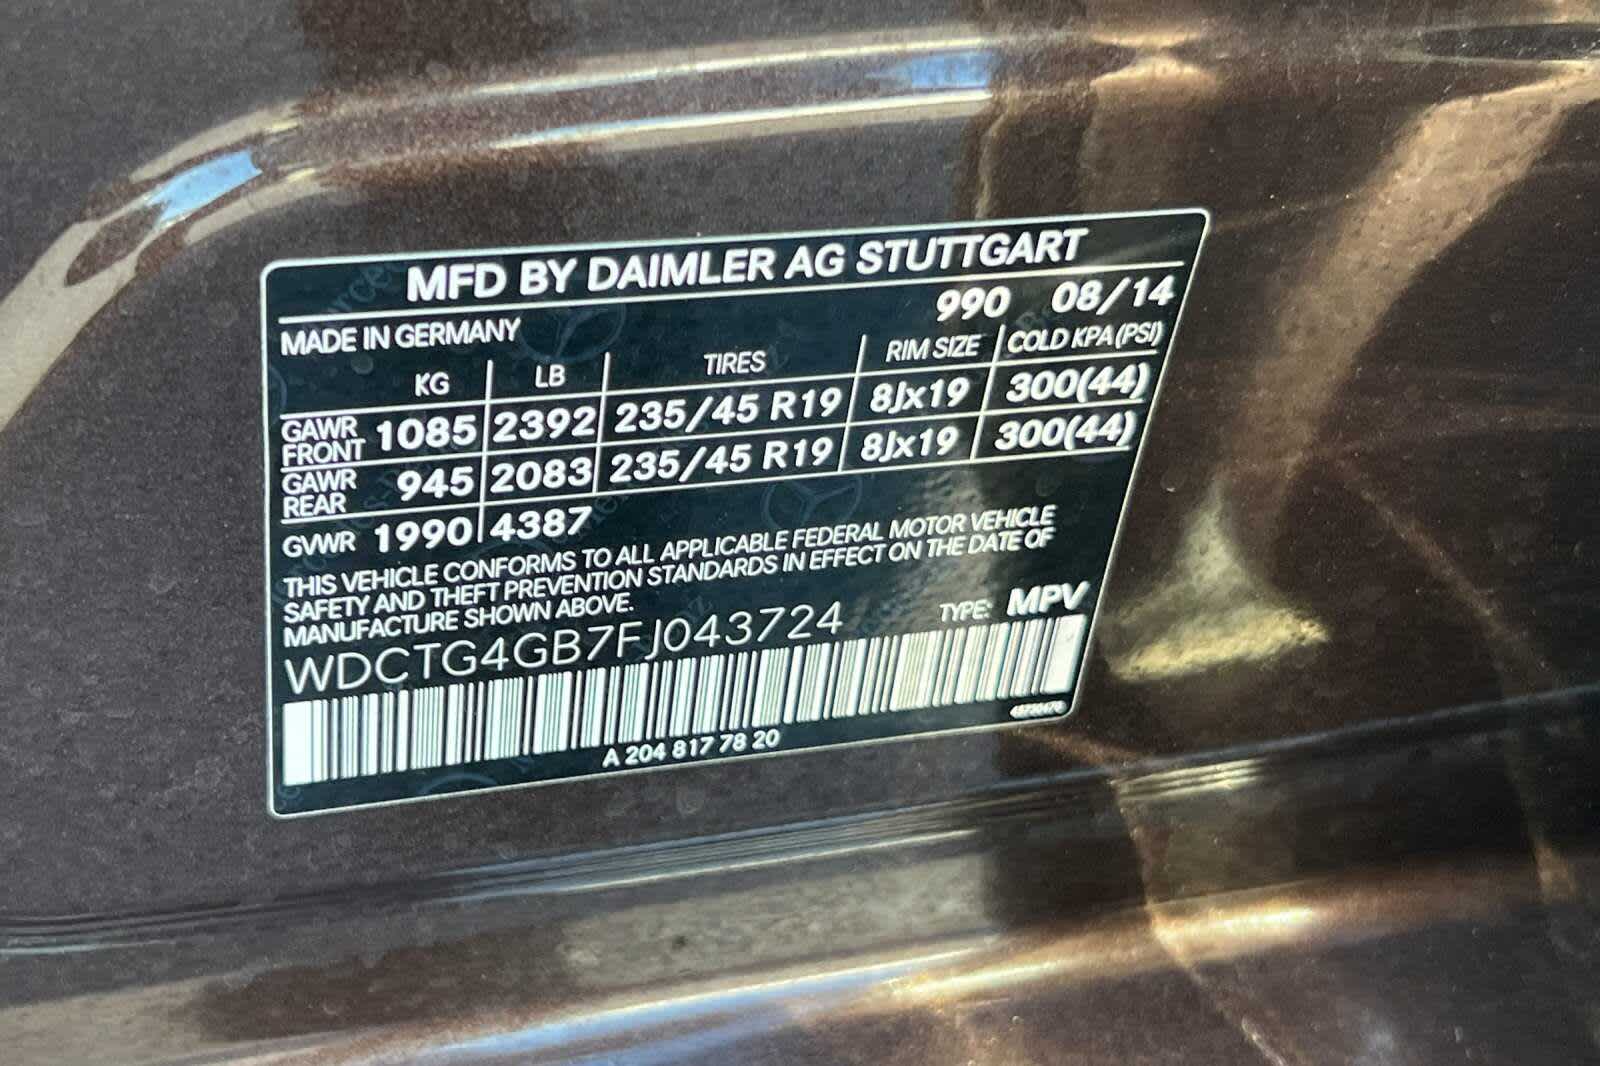 MFD BY DAIMLER AG STUTTGART
990 08/14
MADE IN GERMANY
KG LB TIRES RIM SIZE COLD KPA (PSI)
GAWR FRONT 1085 2392 235/45 R19 8Jx19 300(44)
GAWR REAR 945 2083 235/45 R19 8Jx19 300(44)
GVWR 1990 4387
THIS VEHICLE CONFORMS TO ALL APPLICABLE FEDERAL MOTOR VEHICLE
SAFETY AND THEFT PREVENTION STANDARDS IN EFFECT ON THE DATE OF
MANUFACTURE SHOWN ABOVE.
WDCTG4GB7FJ043724 TYPE: MPV
A 204 817 78 20